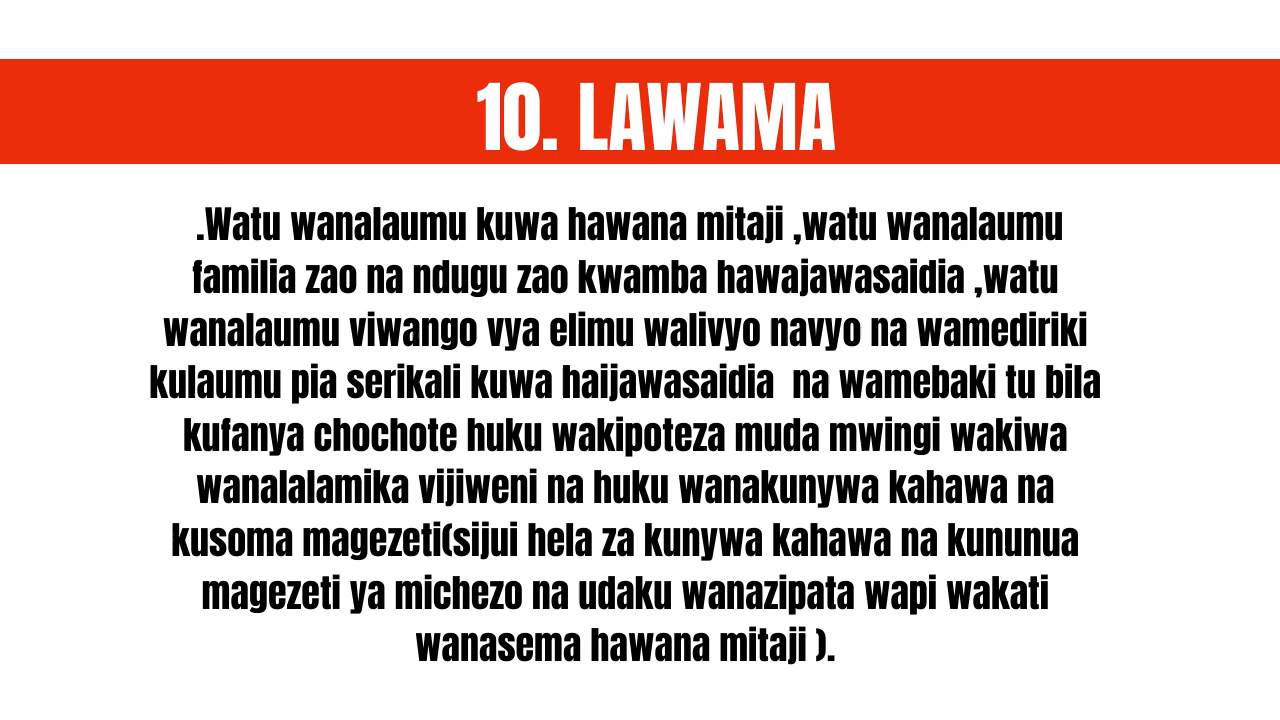 10. LAWAMA
.Watu wanalaumu kuwa hawana mitaji ,watu wanalaumu
familia zao na ndugu zao kwamba hawajawasaidia ,watu
wanalaumu viwango vya elimu walivyo navyo na wamediriki
kulaumu pia serikali kuwa haijawasaidia  na wamebaki tu bila
kufanya chochote huku wakipoteza muda mwingi wakiwa
wanalalamika vijiweni na huku wanakunywa kahawa na
kusoma magezeti(sijui hela za kunywa kahawa na kununua
magezeti ya michezo na udaku wanazipata wapi wakati
wanasema hawana mitaji ).